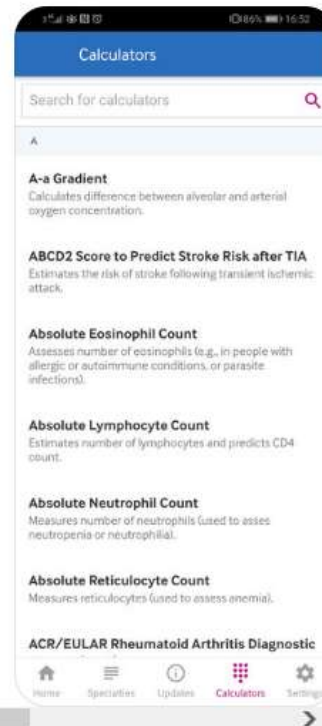 86% 16:52
Calculators
Search for calculators
A
A-a Gradient
Calculates difference between alveolar and arterial
oxygen concentration.
ABCD2 Score to Predict Stroke Risk after TIA
Estimates the risk of stroke following transient ischemic
attack.
Absolute Eosinophil Count
Assesses number of eosinophils (e.g., in people with
allergic or autoimmune conditions, or parasite
infections).
Absolute Lymphocyte Count
Estimates number of lymphocytes and predicts CD4
count.
Absolute Neutrophil Count
Measures number of neutrophils (used to asses
neutropenia or neutrophilia).
Absolute Reticulocyte Count
Measures reticulocytes (used to assess anemia).
ACR/EULAR Rheumatoid Arthritis Diagnostic
Home Specialties Updates Calculators Settings